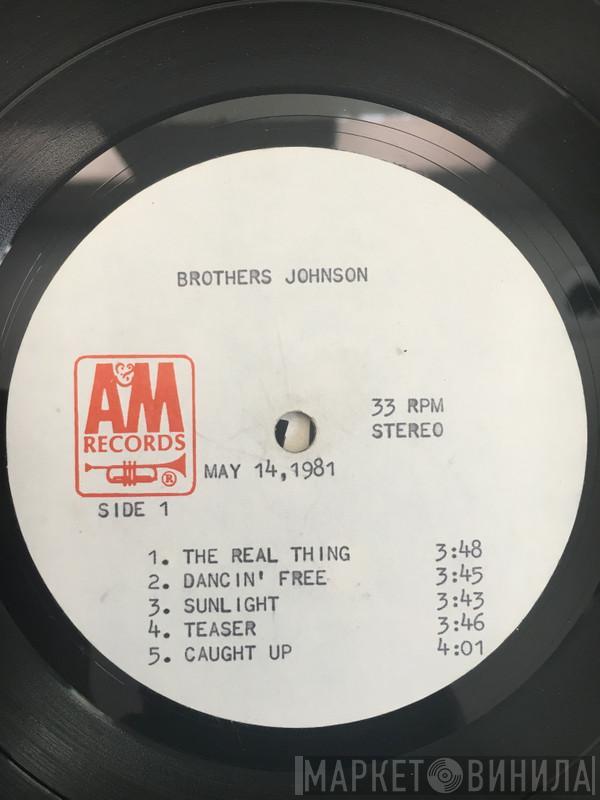 BROTHERS JOHNSON
A&M
RECORDS
®
33 RPM
STEREO
MAY 14,1981
SIDE 1
1. THE REAL THING 3:48
2. DANCIN' FREE 3:45
3. SUNLIGHT 3:43
4. TEASER 3:46
5. CAUGHT UP 4:01
МАРКЕТ ВИНИЛА